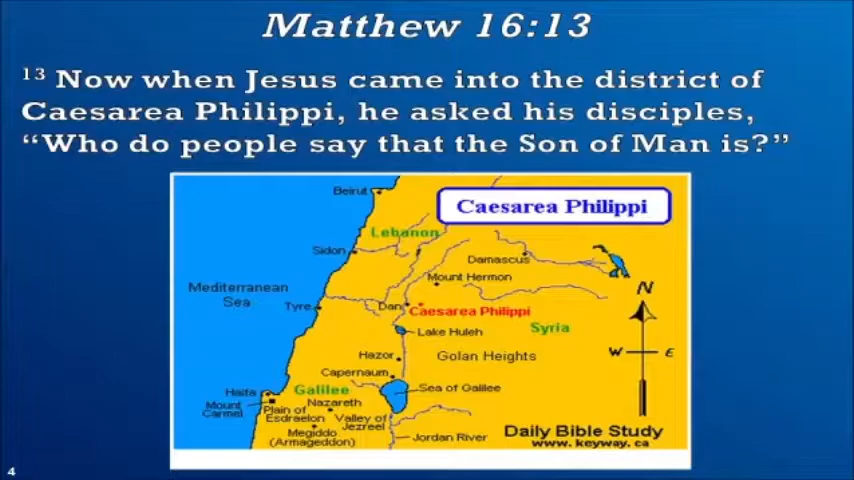 Matthew 16:13
13 Now when Jesus came into the district of
Caesarea Philippi, he asked his disciples,
“Who do people say that the Son of Man is?”
Caesarea Philippi
Beirut
Lebanon
Sidon
Damascus
Mount Hermon
Mediterranean
Sea
N
Tyre
Dan
Caesarea Philippi
Syria
Lake Huleh
W
E
Hazor
Golan Heights
Capernaum
Sea of Galilee
Haifa
Galilee
Mount
Carmel
Nazareth
Plain of
Esdraelon
Valley of
Jezreel
Megiddo
(Armageddon)
Jordan River
Daily Bible Study
www.keyway.ca
4